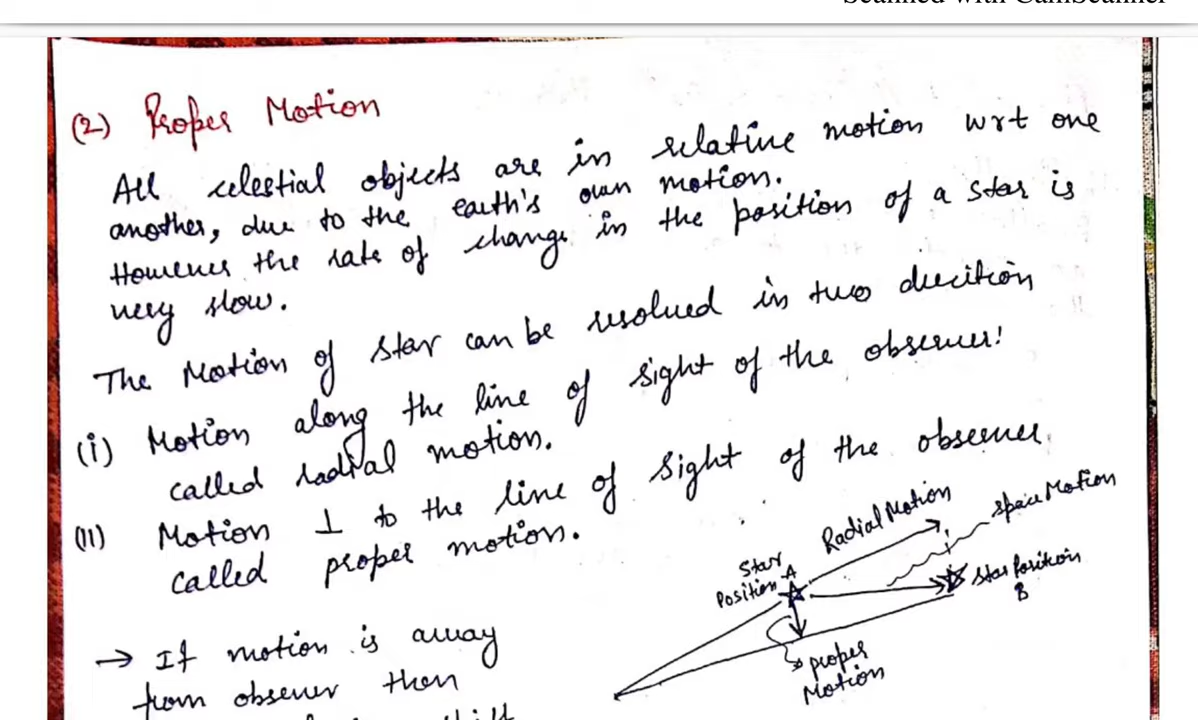 (2) Proper Motion
All celestial objects are in relative motion wrt one
another, due to the earth's own motion.
However the rate of change in the position of a star is
very slow.
The Motion of star can be resolved in two direction
(i) Motion along the line of sight of the observer!
called radial motion.
(II) Motion ⊥ to the line of sight of the observer.
called proper motion.
Radial Motion
Space Motion
Star
Position A
Star Position
B
proper
Motion
→ If motion is away
from observer then